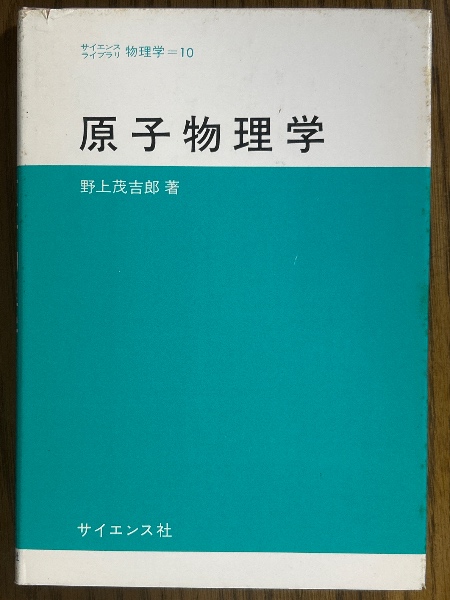 サイエンス
ライブラリ 物理学=10
原子物理学
野上茂吉郎 著
サイエンス社